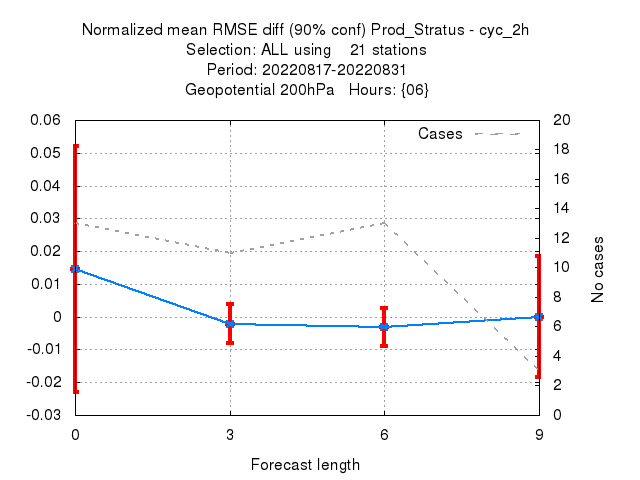 Normalized mean RMSE diff (90% conf) Prod_Stratus - cyc_2h
Selection: ALL using    21 stations
Period: 20220817-20220831
Geopotential 200hPa   Hours: {06}
Cases
0.06
0.05
0.04
0.03
0.02
0.01
0
-0.01
-0.02
-0.03
20
18
16
14
12
10
8
6
4
2
0
No cases
0 3 6 9
Forecast length